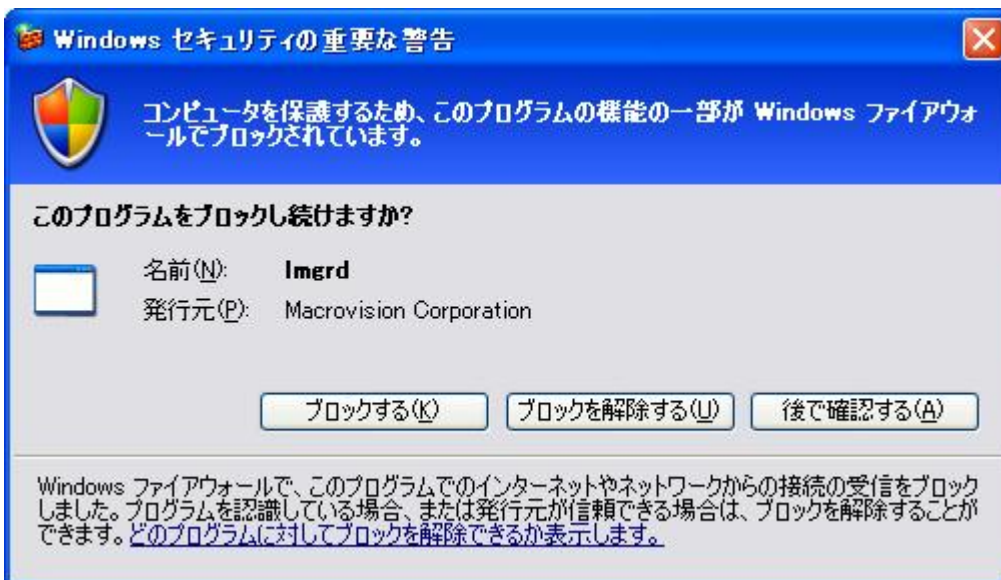 Windows セキュリティの重要な警告
コンピュータを保護するため、このプログラムの機能の一部が Windows ファイアウォ
ールでブロックされています。
このプログラムをブロックし続けますか?
名前(N): lmgrd
発行元(P): Macrovision Corporation
ブロックする(K) ブロックを解除する(U) 後で確認する(A)
Windows ファイアウォールで、このプログラムでのインターネットやネットワークからの接続の受信をブロック
しました。プログラムを認識している場合、または発行元が信頼できる場合は、ブロックを解除することが
できます。どのプログラムに対してブロックを解除できるか表示します。